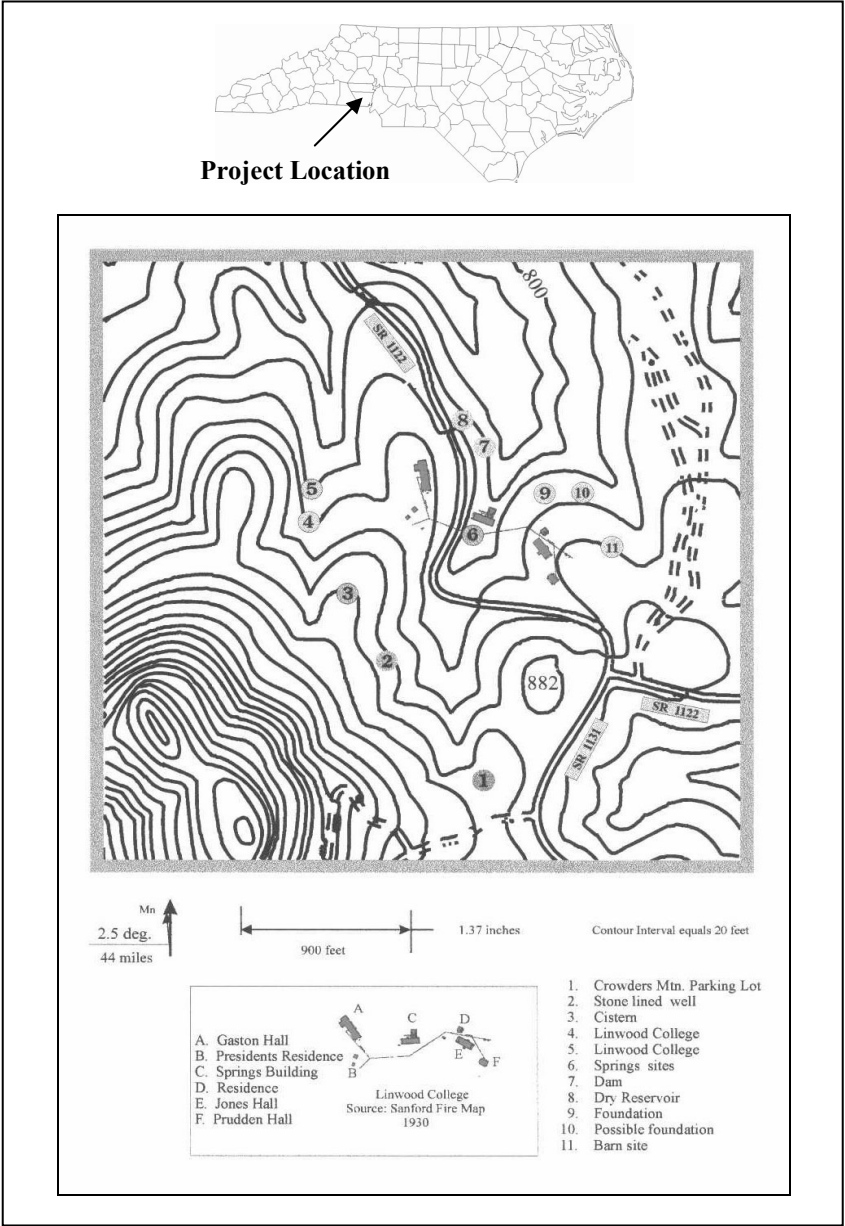 Project Location
800
SR 1122
8
7
5
9
10
4
6
11
3
2
882
SR 1122
SR 1131
1
Mn
2.5 deg.
44 miles
900 feet
1.37 inches
Contour Interval equals 20 feet
A. Gaston Hall
B. Presidents Residence
C. Springs Building
D. Residence
E. Jones Hall
F. Prudden Hall
A
C
D
E
F
B
Linwood College
Source: Sanford Fire Map
1930
1. Crowders Mtn. Parking Lot
2. Stone lined well
3. Cistern
4. Linwood College
5. Linwood College
6. Springs sites
7. Dam
8. Dry Reservoir
9. Foundation
10. Possible foundation
11. Barn site